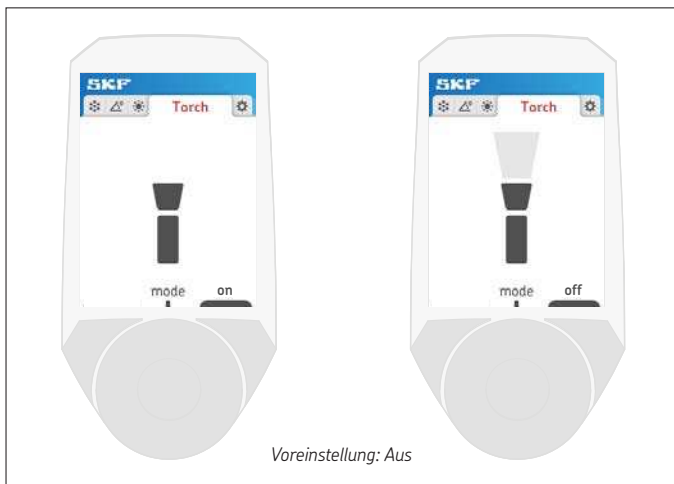 SKF
Torch
mode on
SKF
Torch
mode off
Voreinstellung: Aus